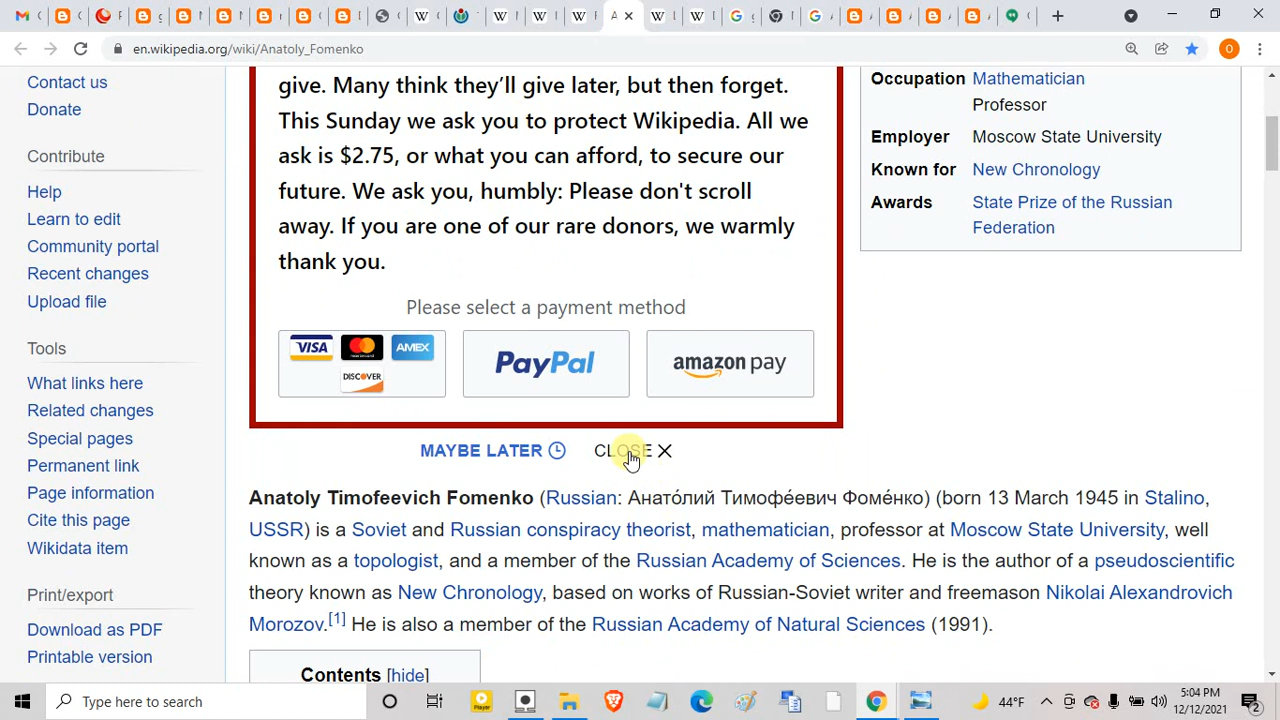 en.wikipedia.org/wiki/Anatoly_Fomenko
Contact us
Donate
Contribute
Help
Learn to edit
Community portal
Recent changes
Upload file
Tools
What links here
Related changes
Special pages
Permanent link
Page information
Cite this page
Wikidata item
Print/export
Download as PDF
Printable version
give. Many think they’ll give later, but then forget.
This Sunday we ask you to protect Wikipedia. All we
ask is $2.75, or what you can afford, to secure our
future. We ask you, humbly: Please don't scroll
away. If you are one of our rare donors, we warmly
thank you.
Please select a payment method
VISA AMEX
DISCOVER
PayPal
amazon pay
MAYBE LATER
CLOSE
Occupation Mathematician
Professor
Employer Moscow State University
Known for New Chronology
Awards State Prize of the Russian
Federation
Anatoly Timofeevich Fomenko (Russian: Анато́лий Тимофе́евич Фоме́нко) (born 13 March 1945 in Stalino,
USSR) is a Soviet and Russian conspiracy theorist, mathematician, professor at Moscow State University, well
known as a topologist, and a member of the Russian Academy of Sciences. He is the author of a pseudoscientific
theory known as New Chronology, based on works of Russian-Soviet writer and freemason Nikolai Alexandrovich
Morozov.[1] He is also a member of the Russian Academy of Natural Sciences (1991).
Contents [hide]
Type here to search
44°F
5:04 PM
12/12/2021
2